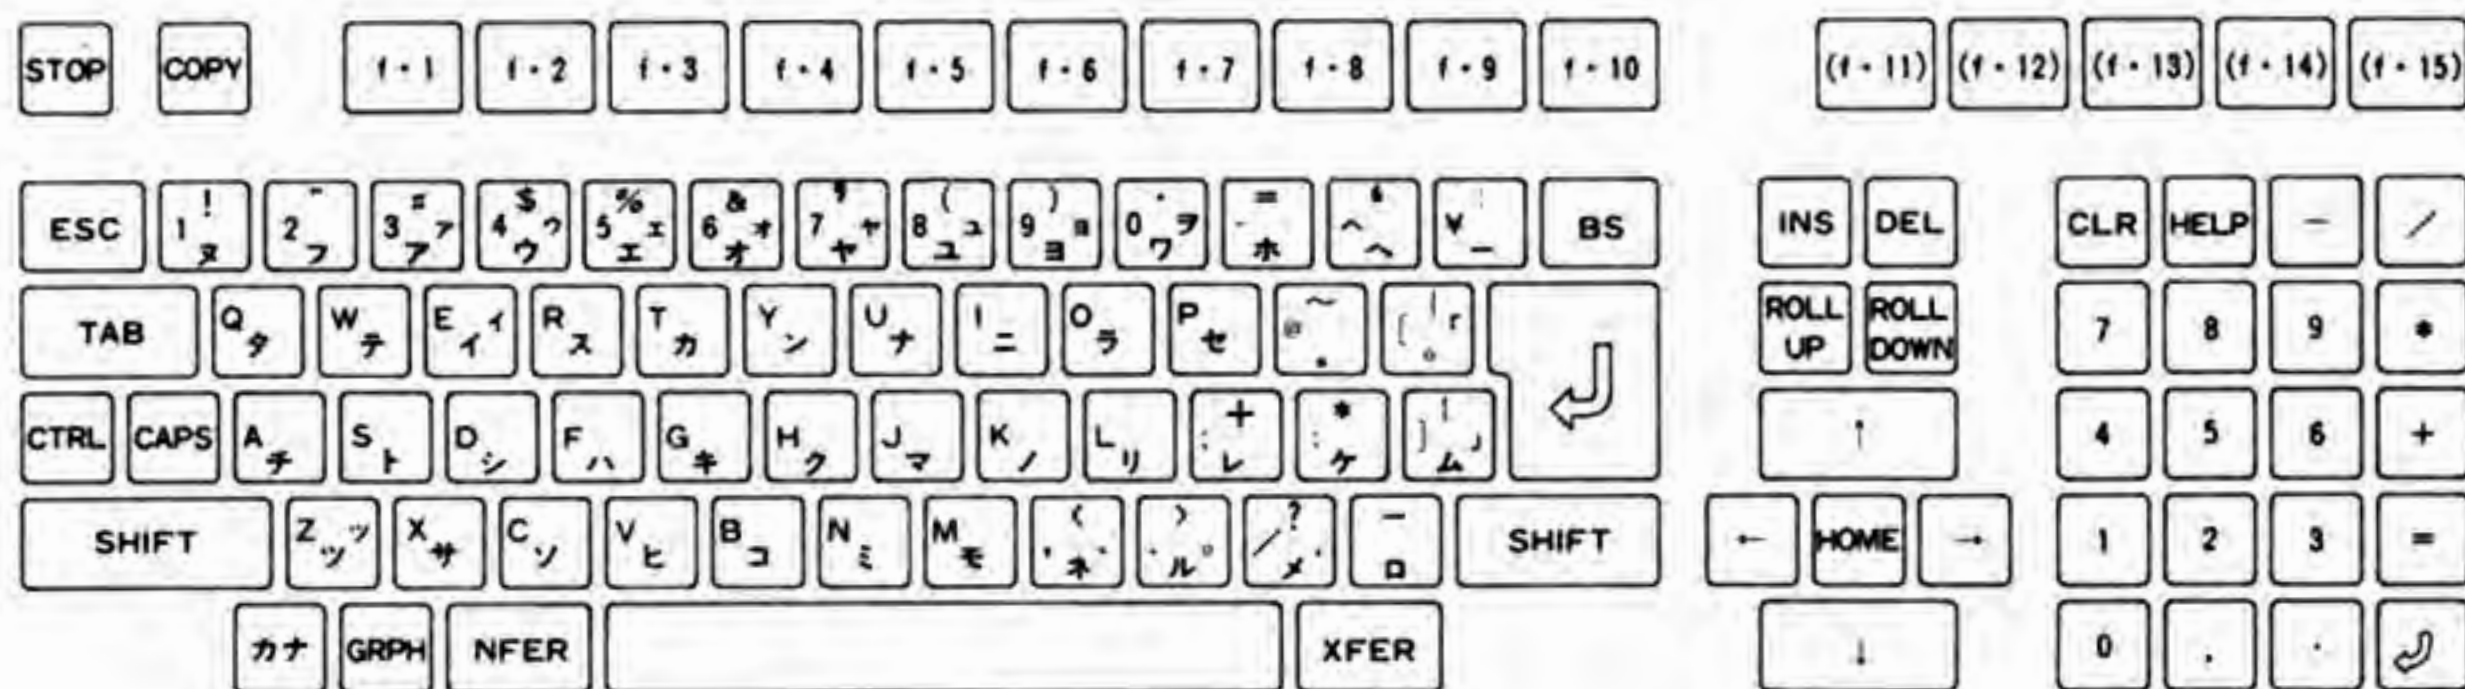 STOP COPY f・1 f・2 f・3 f・4 f・5 f・6 f・7 f・8 f・9 f・10 (f・11) (f・12) (f・13) (f・14) (f・15)
ESC 1 ! ヌ 2 " フ 3 # ァ ア 4 $ ゥ ウ 5 % ェ エ 6 & ォ オ 7 ' ャ ヤ 8 ( ュ ユ 9 ) ョ ヨ 0 ヲ ワ - = ホ ^ ヘ ¥ ー BS INS DEL CLR HELP - /
TAB Q タ W テ E ィ イ R ス T カ Y ン U ナ I ニ O ラ P セ @ ~ ゛ [ 「 ゜ ROLL UP ROLL DOWN 7 8 9 *
CTRL CAPS A チ S ト D シ F ハ G キ H ク J マ K ノ L リ ; + レ : * ケ ] 」 ム ↑ 4 5 6 +
SHIFT Z ッ ツ X サ C ソ V ヒ B コ N ミ M モ , < 、 ネ . > 。 ル / ? ・ メ _ ロ SHIFT ← HOME → 1 2 3 =
カナ GRPH NFER XFER ↓ 0 , .